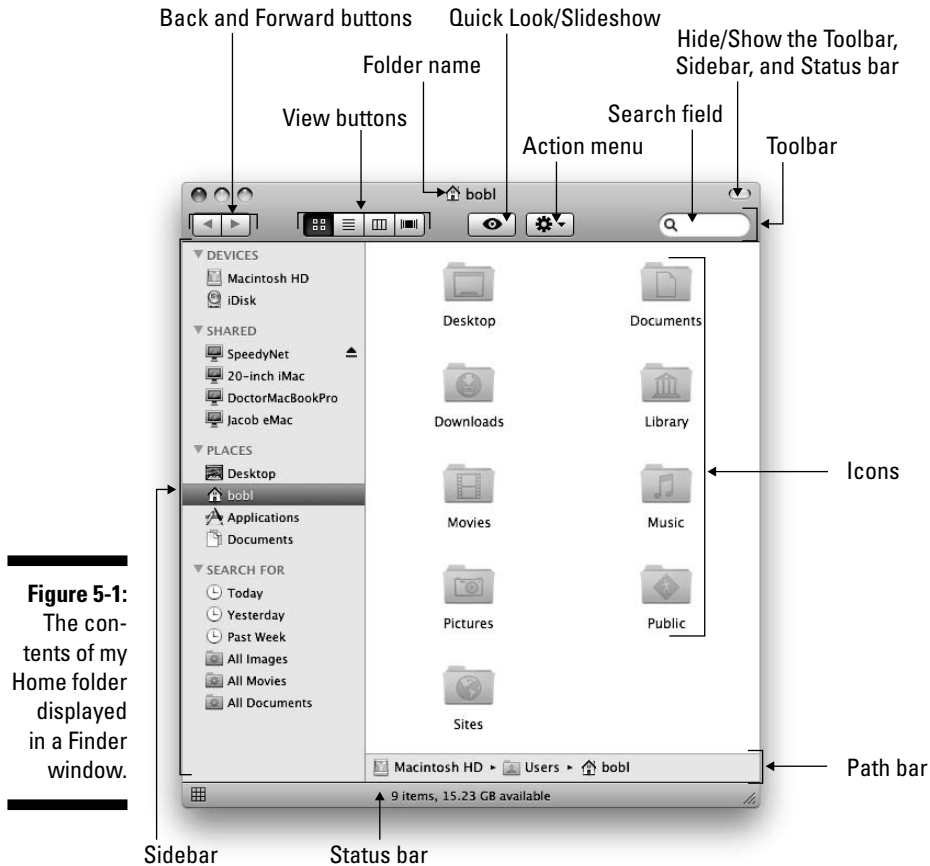 Back and Forward buttons
Quick Look/Slideshow
Hide/Show the Toolbar,
Sidebar, and Status bar
Folder name
View buttons
Search field
Action menu
Toolbar
bobl
DEVICES
Macintosh HD
iDisk
SHARED
SpeedyNet
20-inch iMac
DoctorMacBookPro
Jacob eMac
PLACES
Desktop
bobl
Applications
Documents
SEARCH FOR
Today
Yesterday
Past Week
All Images
All Movies
All Documents
Desktop
Documents
Downloads
Library
Movies
Music
Pictures
Public
Sites
Icons
Macintosh HD ▸ Users ▸ bobl
Path bar
9 items, 15.23 GB available
Sidebar
Status bar
Figure 5-1:
The con-
tents of my
Home folder
displayed
in a Finder
window.